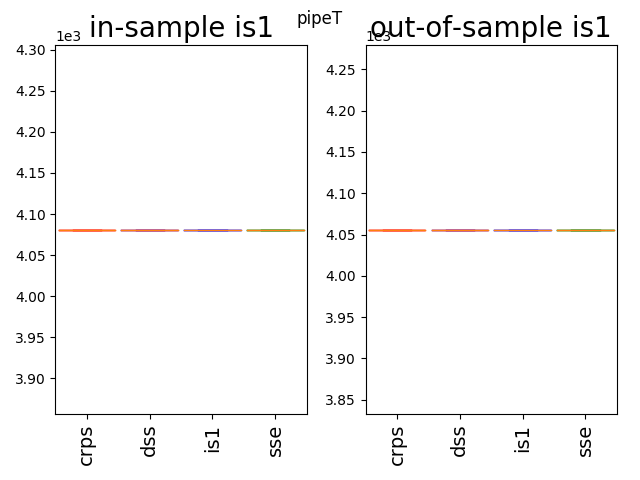 pipeT
in-sample is1
out-of-sample is1
1e3
4.30
4.25
4.20
4.15
4.10
4.05
4.00
3.95
3.90
crps
dss
is1
sse
1e3
4.25
4.20
4.15
4.10
4.05
4.00
3.95
3.90
3.85
crps
dss
is1
sse